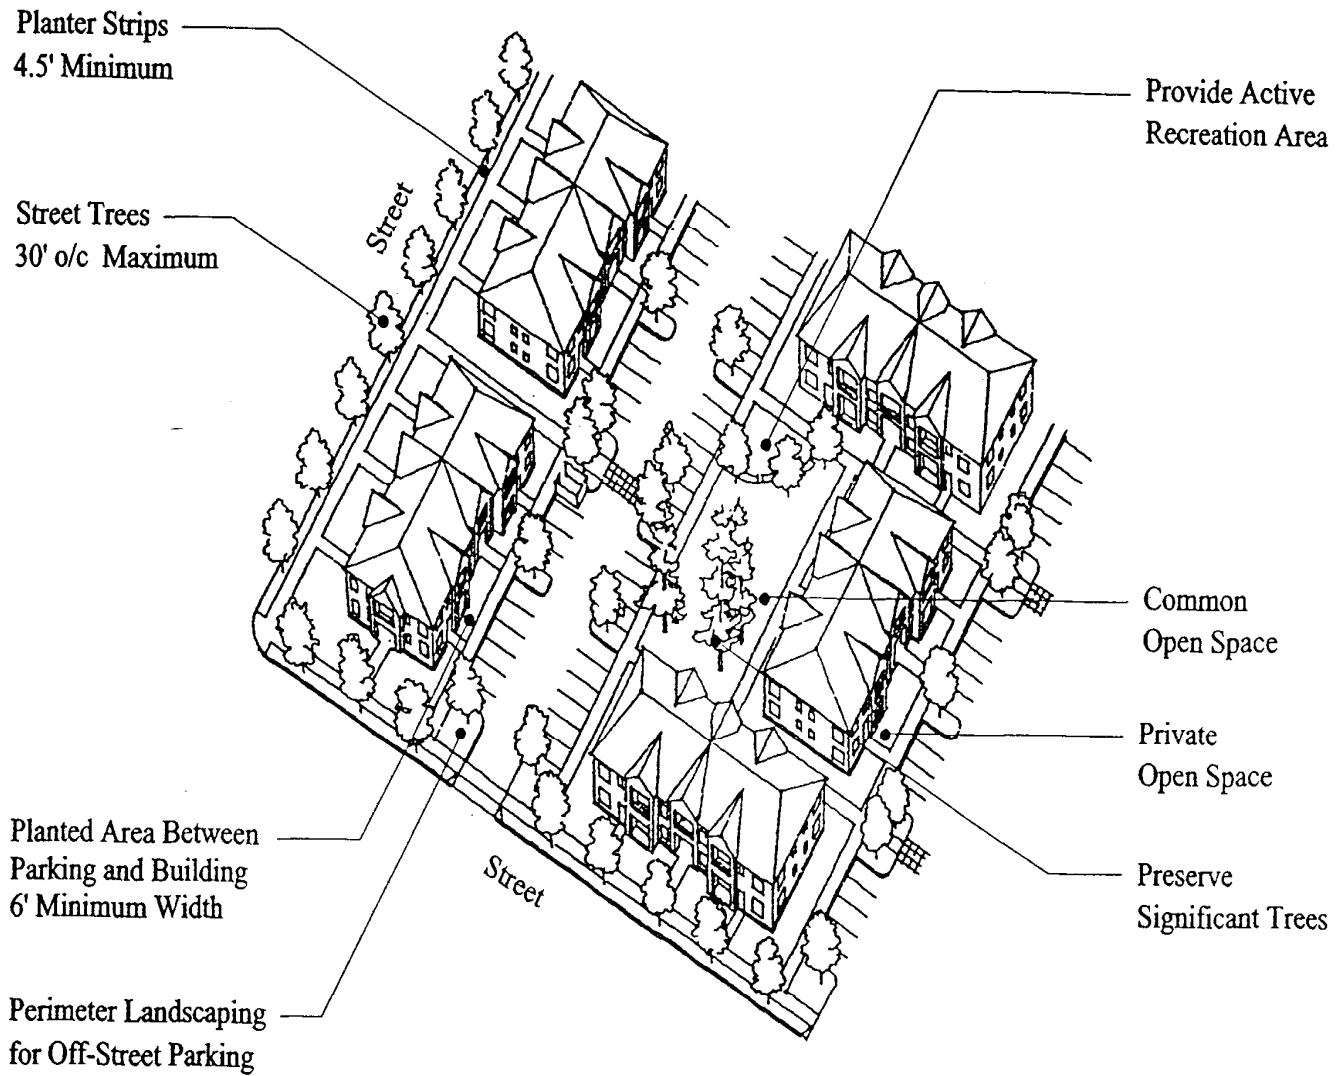 Planter Strips
4.5' Minimum
Street Trees
30' o/c Maximum
Street
Provide Active
Recreation Area
Common
Open Space
Private
Open Space
Preserve
Significant Trees
Planted Area Between
Parking and Building
6' Minimum Width
Street
Perimeter Landscaping
for Off-Street Parking